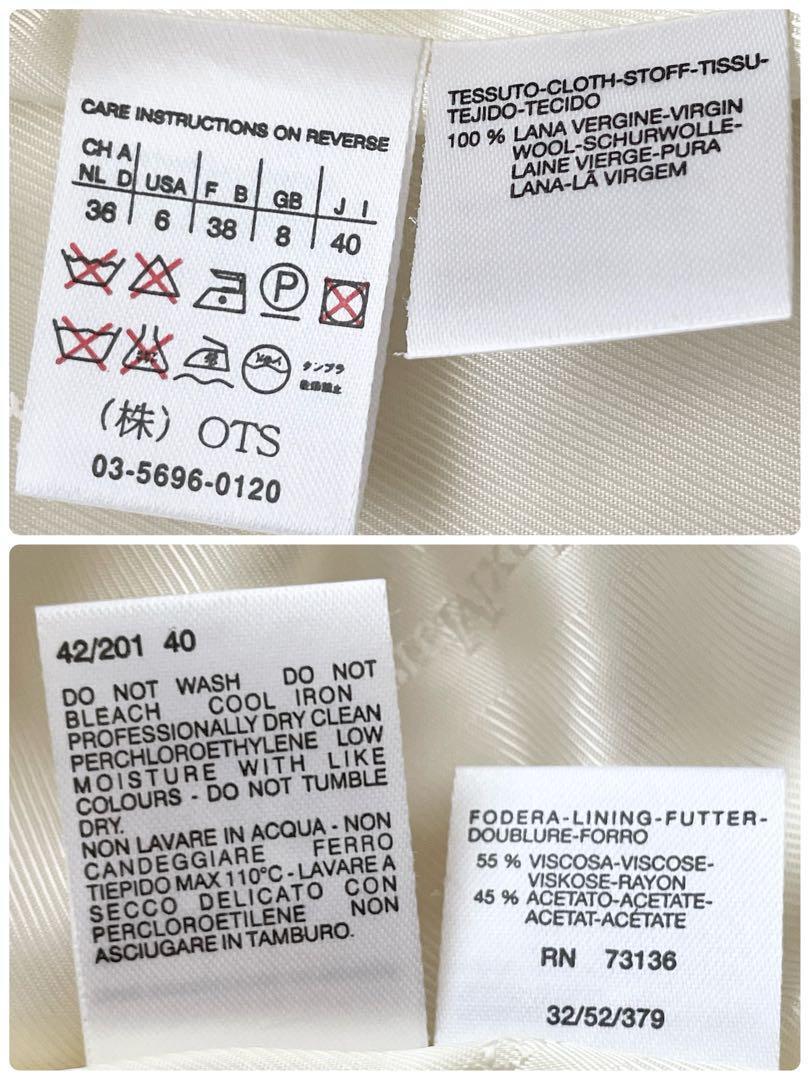 CARE INSTRUCTIONS ON REVERSE
CH A USA F B GB J I
NL D
36 6 38 8 40
P
タンブラ
乾燥禁止
(株) OTS
03-5696-0120
TESSUTO-CLOTH-STOFF-TISSU-
TEJIDO-TECIDO
100 % LANA VERGINE-VIRGIN
WOOL-SCHURWOLLE-
LAINE VIERGE-PURA
LANA-LÃ VIRGEM
42/201 40
DO NOT WASH DO NOT
BLEACH COOL IRON
PROFESSIONALLY DRY CLEAN
PERCHLOROETHYLENE LOW
MOISTURE WITH LIKE
COLOURS - DO NOT TUMBLE
DRY.
NON LAVARE IN ACQUA - NON
CANDEGGIARE FERRO
TIEPIDO MAX 110°C - LAVARE A
SECCO DELICATO CON
PERCLOROETILENE NON
ASCIUGARE IN TAMBURO.
FODERA-LINING-FUTTER-
DOUBLURE-FORRO
55 % VISCOSA-VISCOSE-
VISKOSE-RAYON
45 % ACETATO-ACETATE-
ACETAT-ACÉTATE
RN 73136
32/52/379